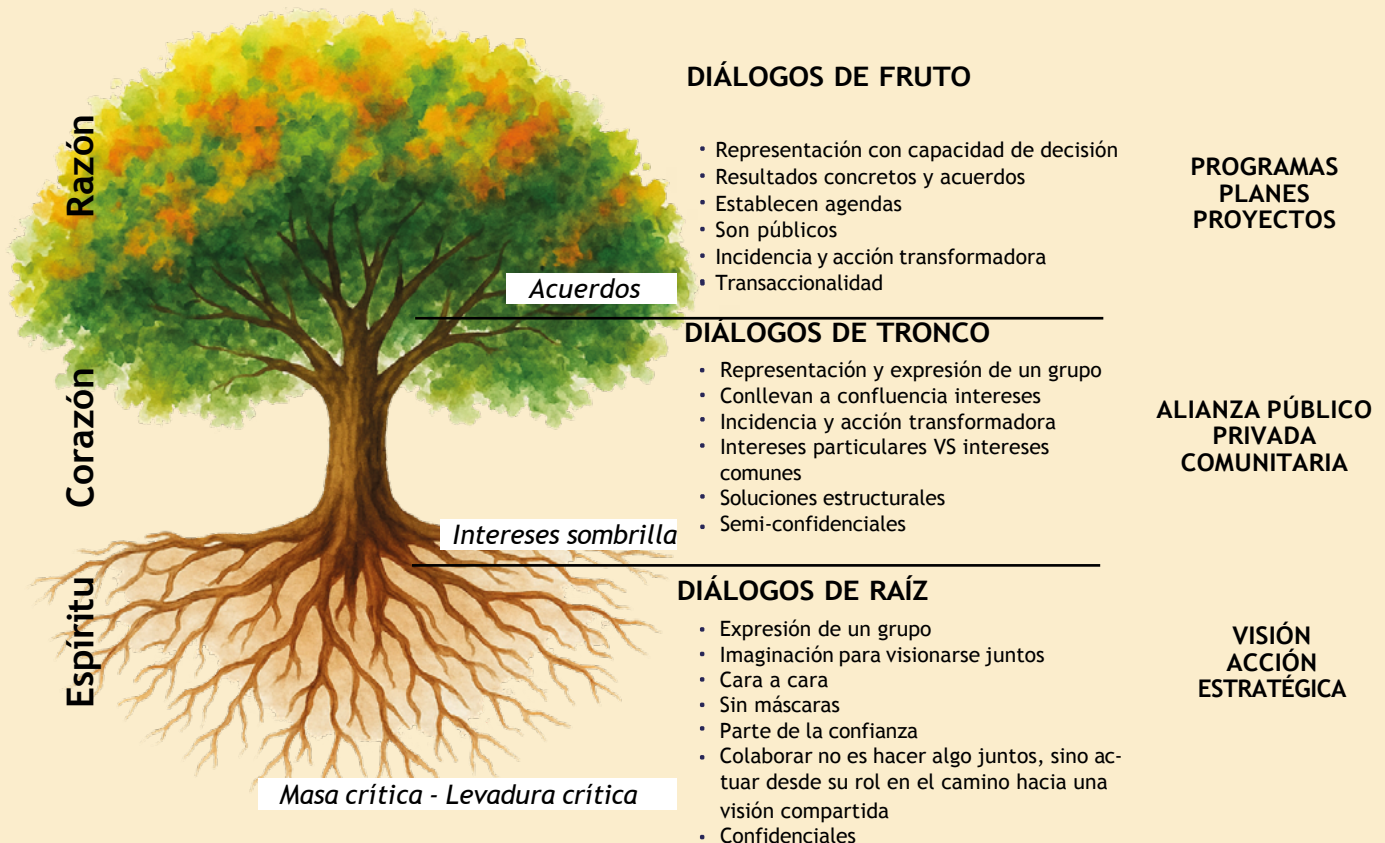 Razón
DIÁLOGOS DE FRUTO
• Representación con capacidad de decisión
• Resultados concretos y acuerdos
• Establecen agendas
• Son públicos
• Incidencia y acción transformadora
• Transaccionalidad
PROGRAMAS
PLANES
PROYECTOS
Acuerdos
Corazón
DIÁLOGOS DE TRONCO
• Representación y expresión de un grupo
• Conllevan a confluencia intereses
• Incidencia y acción transformadora
• Intereses particulares VS intereses
comunes
• Soluciones estructurales
• Semi-confidenciales
ALIANZA PÚBLICO
PRIVADA
COMUNITARIA
Intereses sombrilla
Espíritu
DIÁLOGOS DE RAÍZ
• Expresión de un grupo
• Imaginación para visionarse juntos
• Cara a cara
• Sin máscaras
• Parte de la confianza
• Colaborar no es hacer algo juntos, sino ac-
tuar desde su rol en el camino hacia una
visión compartida
• Confidenciales
VISIÓN
ACCIÓN
ESTRATÉGICA
Masa crítica - Levadura crítica